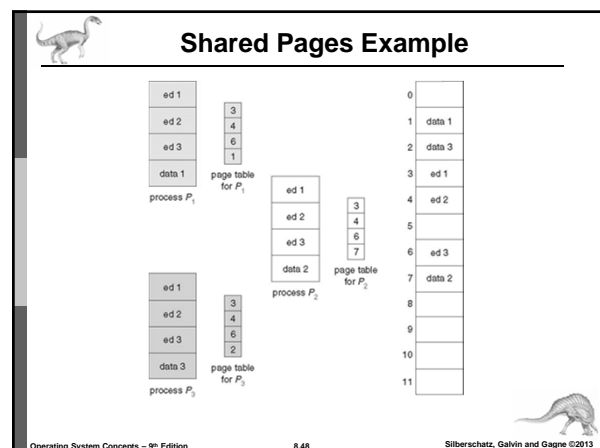 Shared Pages Example
ed 1
ed 2
ed 3
data 1
process P1
3
4
6
1
page table
for P1
ed 1
ed 2
ed 3
data 2
process P2
3
4
6
7
page table
for P2
ed 1
ed 2
ed 3
data 3
process P3
3
4
6
2
page table
for P3
0
1 data 1
2 data 3
3 ed 1
4 ed 2
5
6 ed 3
7 data 2
8
9
10
11
Operating System Concepts – 9th Edition 8.48 Silberschatz, Galvin and Gagne ©2013